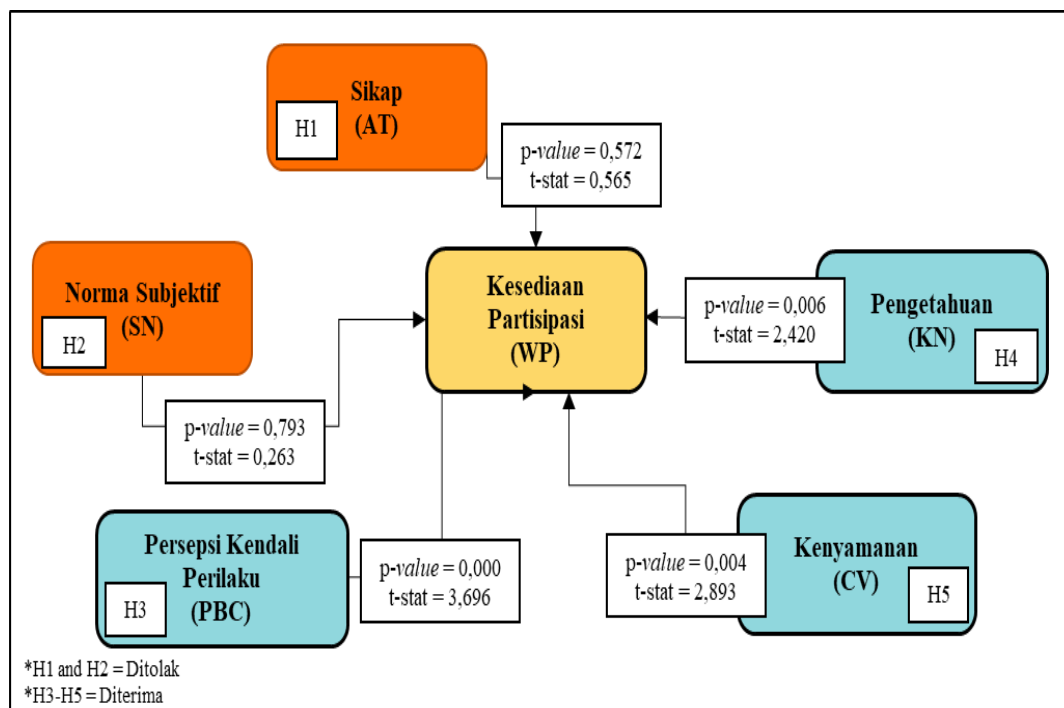 Sikap
(AT)
H1
p-value = 0,572
t-stat = 0,565
Norma Subjektif
(SN)
H2
Kesediaan
Partisipasi
(WP)
p-value = 0,006
t-stat = 2,420
Pengetahuan
(KN)
H4
p-value = 0,793
t-stat = 0,263
Persepsi Kendali
Perilaku
(PBC)
H3
p-value = 0,000
t-stat = 3,696
p-value = 0,004
t-stat = 2,893
Kenyamanan
(CV)
H5
*H1 and H2 = Ditolak
*H3-H5 = Diterima